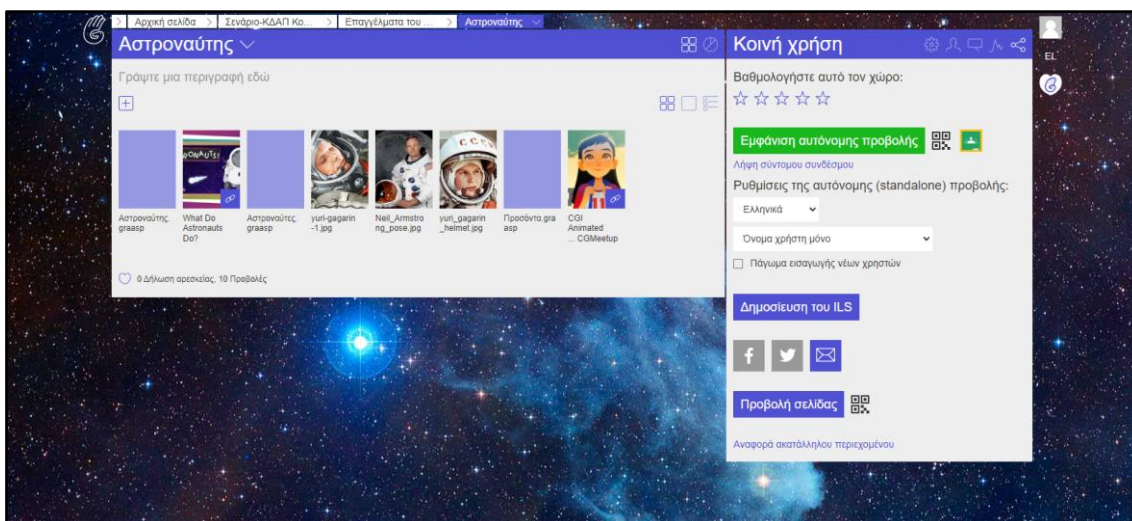 > Αρχική σελίδα > Σενάριο-ΚΔΑΠ Κο... > Επαγγέλματα του ... > Αστροναύτης
Αστροναύτης
Γράψτε μια περιγραφή εδώ
Αστροναύτης.
graasp
What Do
Astronauts
Do?
Αστροναύτες.
graasp
yuri-gagarin
-1.jpg
Neil_Armstro
ng_pose.jpg
yuri_gagarin
_helmet.jpg
Προσόντα.gra
asp
CGI
Animated
... CGMeetup
RONAUTS!
CCCP
0 Δήλωση αρεσκείας, 10 Προβολές
Κοινή χρήση
Βαθμολογήστε αυτό τον χώρο:
Εμφάνιση αυτόνομης προβολής
Λήψη σύντομου συνδέσμου
Ρυθμίσεις της αυτόνομης (standalone) προβολής:
Ελληνικά
Όνομα χρήστη μόνο
Πάγωμα εισαγωγής νέων χρηστών
Δημοσίευση του ILS
Προβολή σελίδας
Αναφορά ακατάλληλου περιεχομένου
EL